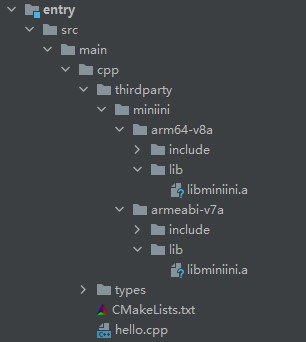 entry
src
main
cpp
thirdparty
miniini
arm64-v8a
include
lib
libminiini.a
armeabi-v7a
include
lib
libminiini.a
types
CMakeLists.txt
hello.cpp